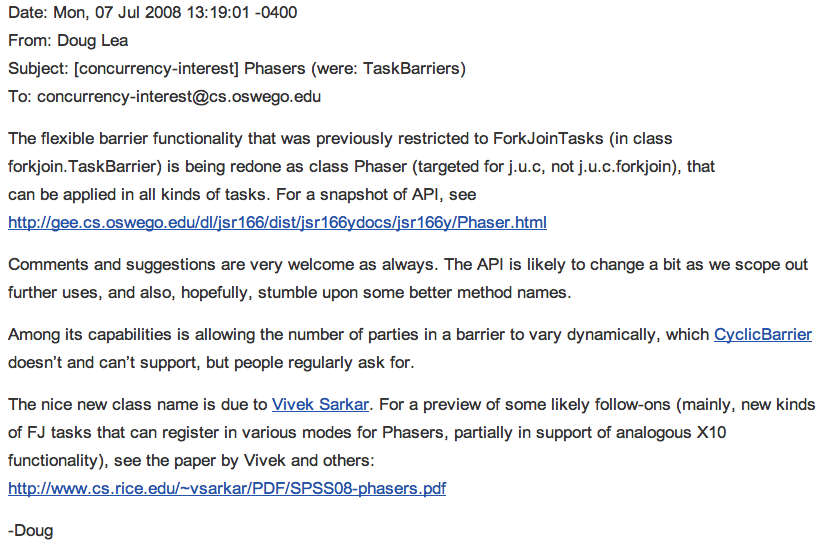 Date: Mon, 07 Jul 2008 13:19:01 -0400
From: Doug Lea
Subject: [concurrency-interest] Phasers (were: TaskBarriers)
To: concurrency-interest@cs.oswego.edu
The flexible barrier functionality that was previously restricted to ForkJoinTasks (in class
forkjoin.TaskBarrier) is being redone as class Phaser (targeted for j.u.c, not j.u.c.forkjoin), that
can be applied in all kinds of tasks. For a snapshot of API, see
http://gee.cs.oswego.edu/dl/jsr166/dist/jsr166ydocs/jsr166y/Phaser.html
Comments and suggestions are very welcome as always. The API is likely to change a bit as we scope out
further uses, and also, hopefully, stumble upon some better method names.
Among its capabilities is allowing the number of parties in a barrier to vary dynamically, which CyclicBarrier
doesn’t and can’t support, but people regularly ask for.
The nice new class name is due to Vivek Sarkar. For a preview of some likely follow-ons (mainly, new kinds
of FJ tasks that can register in various modes for Phasers, partially in support of analogous X10
functionality), see the paper by Vivek and others:
http://www.cs.rice.edu/~vsarkar/PDF/SPSS08-phasers.pdf
-Doug